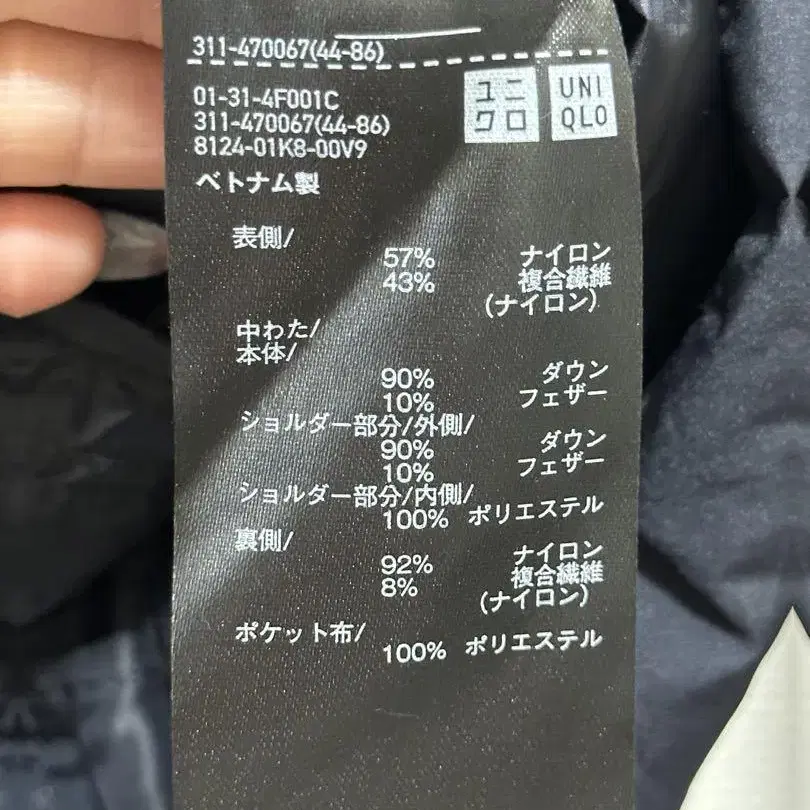 311-470067(44-86)
ユニ
クロ
UNI
QLO
01-31-4F001C
311-470067(44-86)
8124-01K8-00V9
ベトナム製
表側/
57% ナイロン
43% 複合繊維
(ナイロン)
中わた/
本体/
90% ダウン
10% フェザー
ショルダー部分/外側/
90% ダウン
10% フェザー
ショルダー部分/内側/
100% ポリエステル
裏側/
92% ナイロン
8% 複合繊維
(ナイロン)
ポケット布/
100% ポリエステル